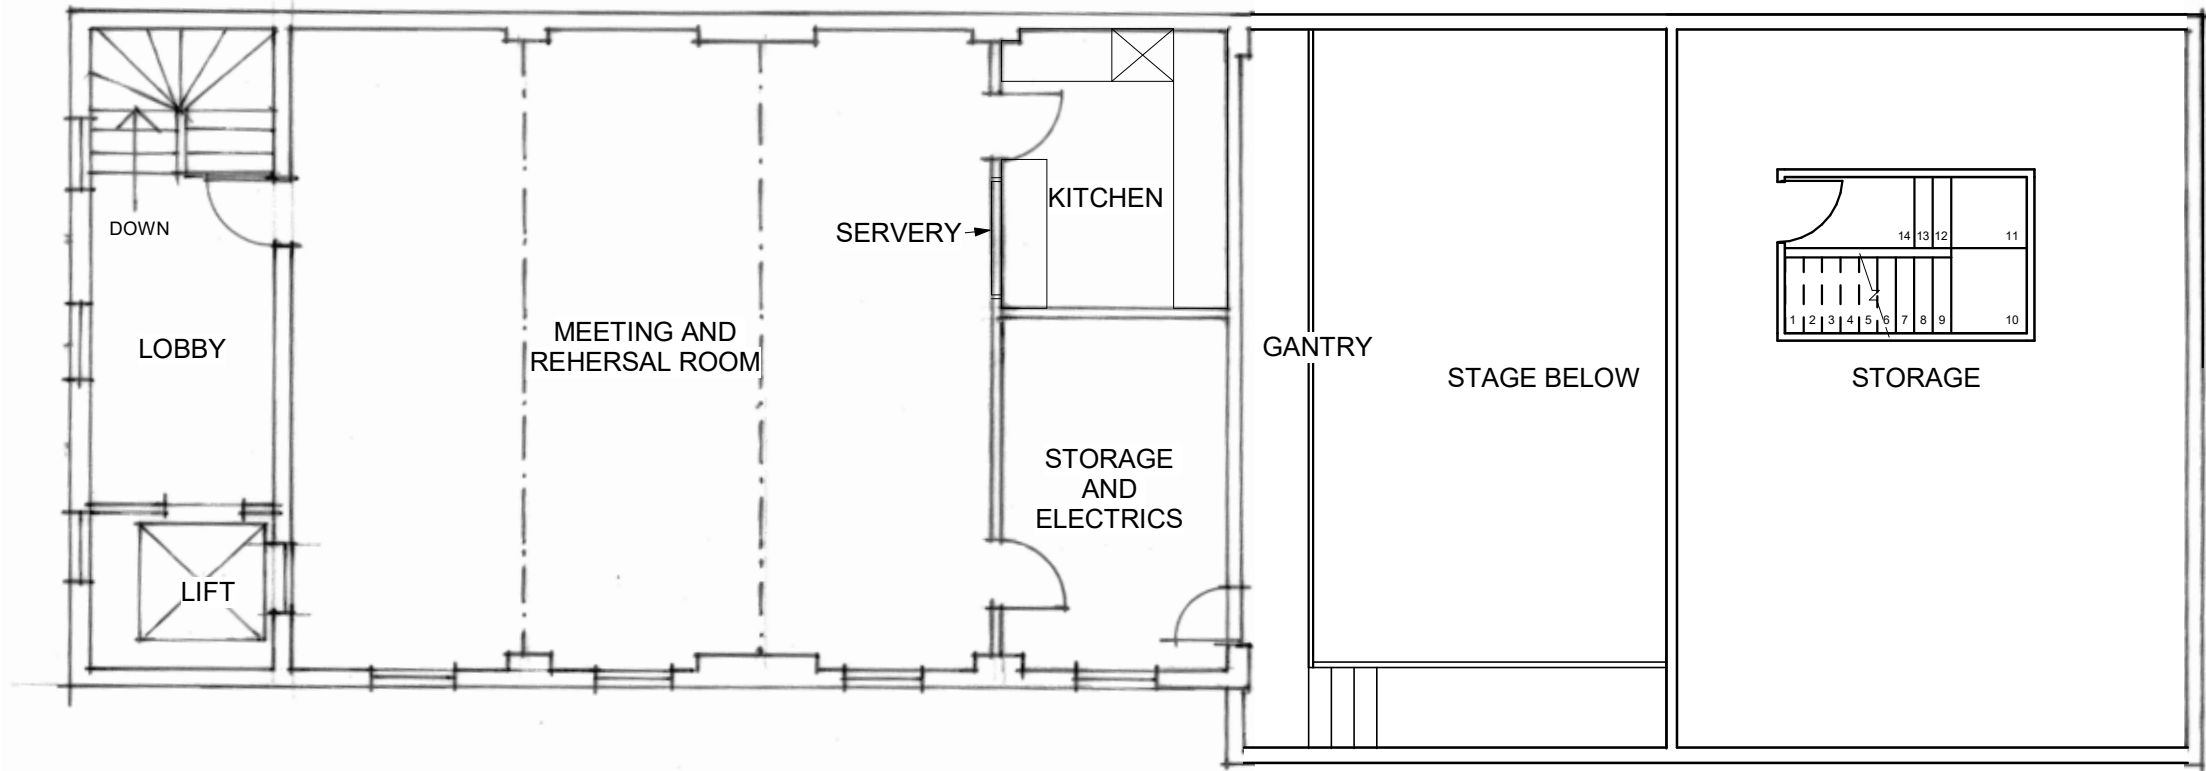 DOWN
LOBBY
LIFT
MEETING AND
REHERSAL ROOM
SERVERY
KITCHEN
STORAGE
AND
ELECTRICS
GANTRY
STAGE BELOW
14 13 12 11
1 2 3 4 5 6 7 8 9 10
STORAGE